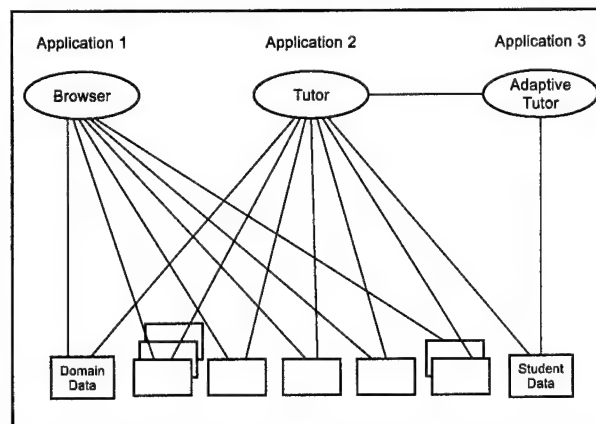 Application 1
Application 2
Application 3
Browser
Tutor
Adaptive
Tutor
Domain
Data
Student
Data